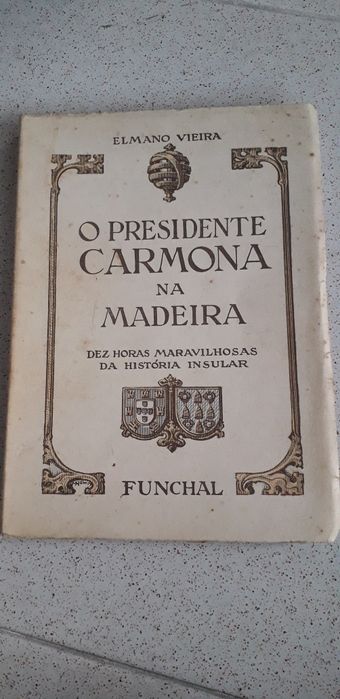 ELMANO VIEIRA
O PRESIDENTE
CARMONA
NA
MADEIRA
DEZ HORAS MARAVILHOSAS
DA HISTÓRIA INSULAR
FUNCHAL